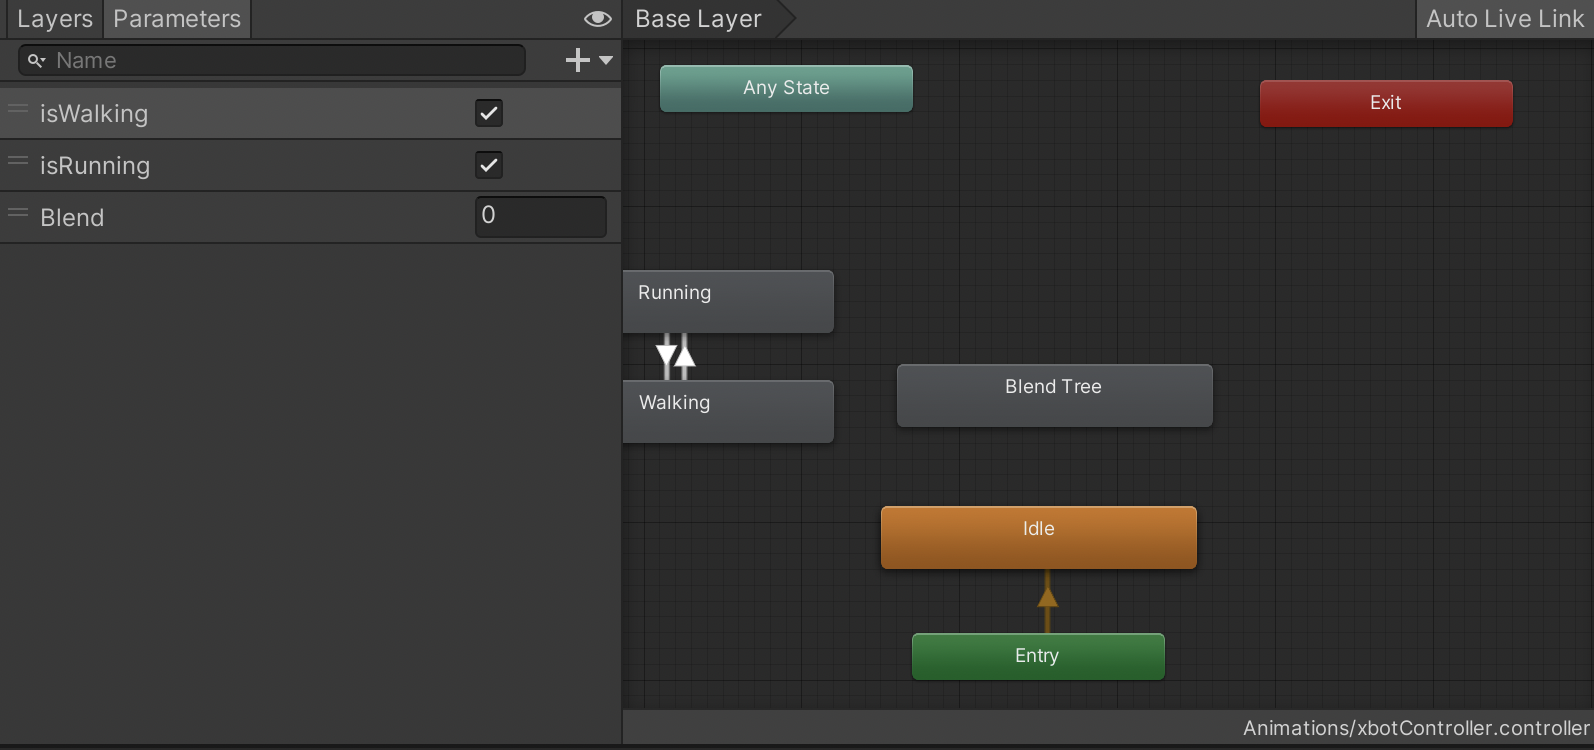 Layers Parameters
Name
isWalking
isRunning
Blend 0
Base Layer
Auto Live Link
Any State
Exit
Running
Walking
Blend Tree
Idle
Entry
Animations/xbotController.controller